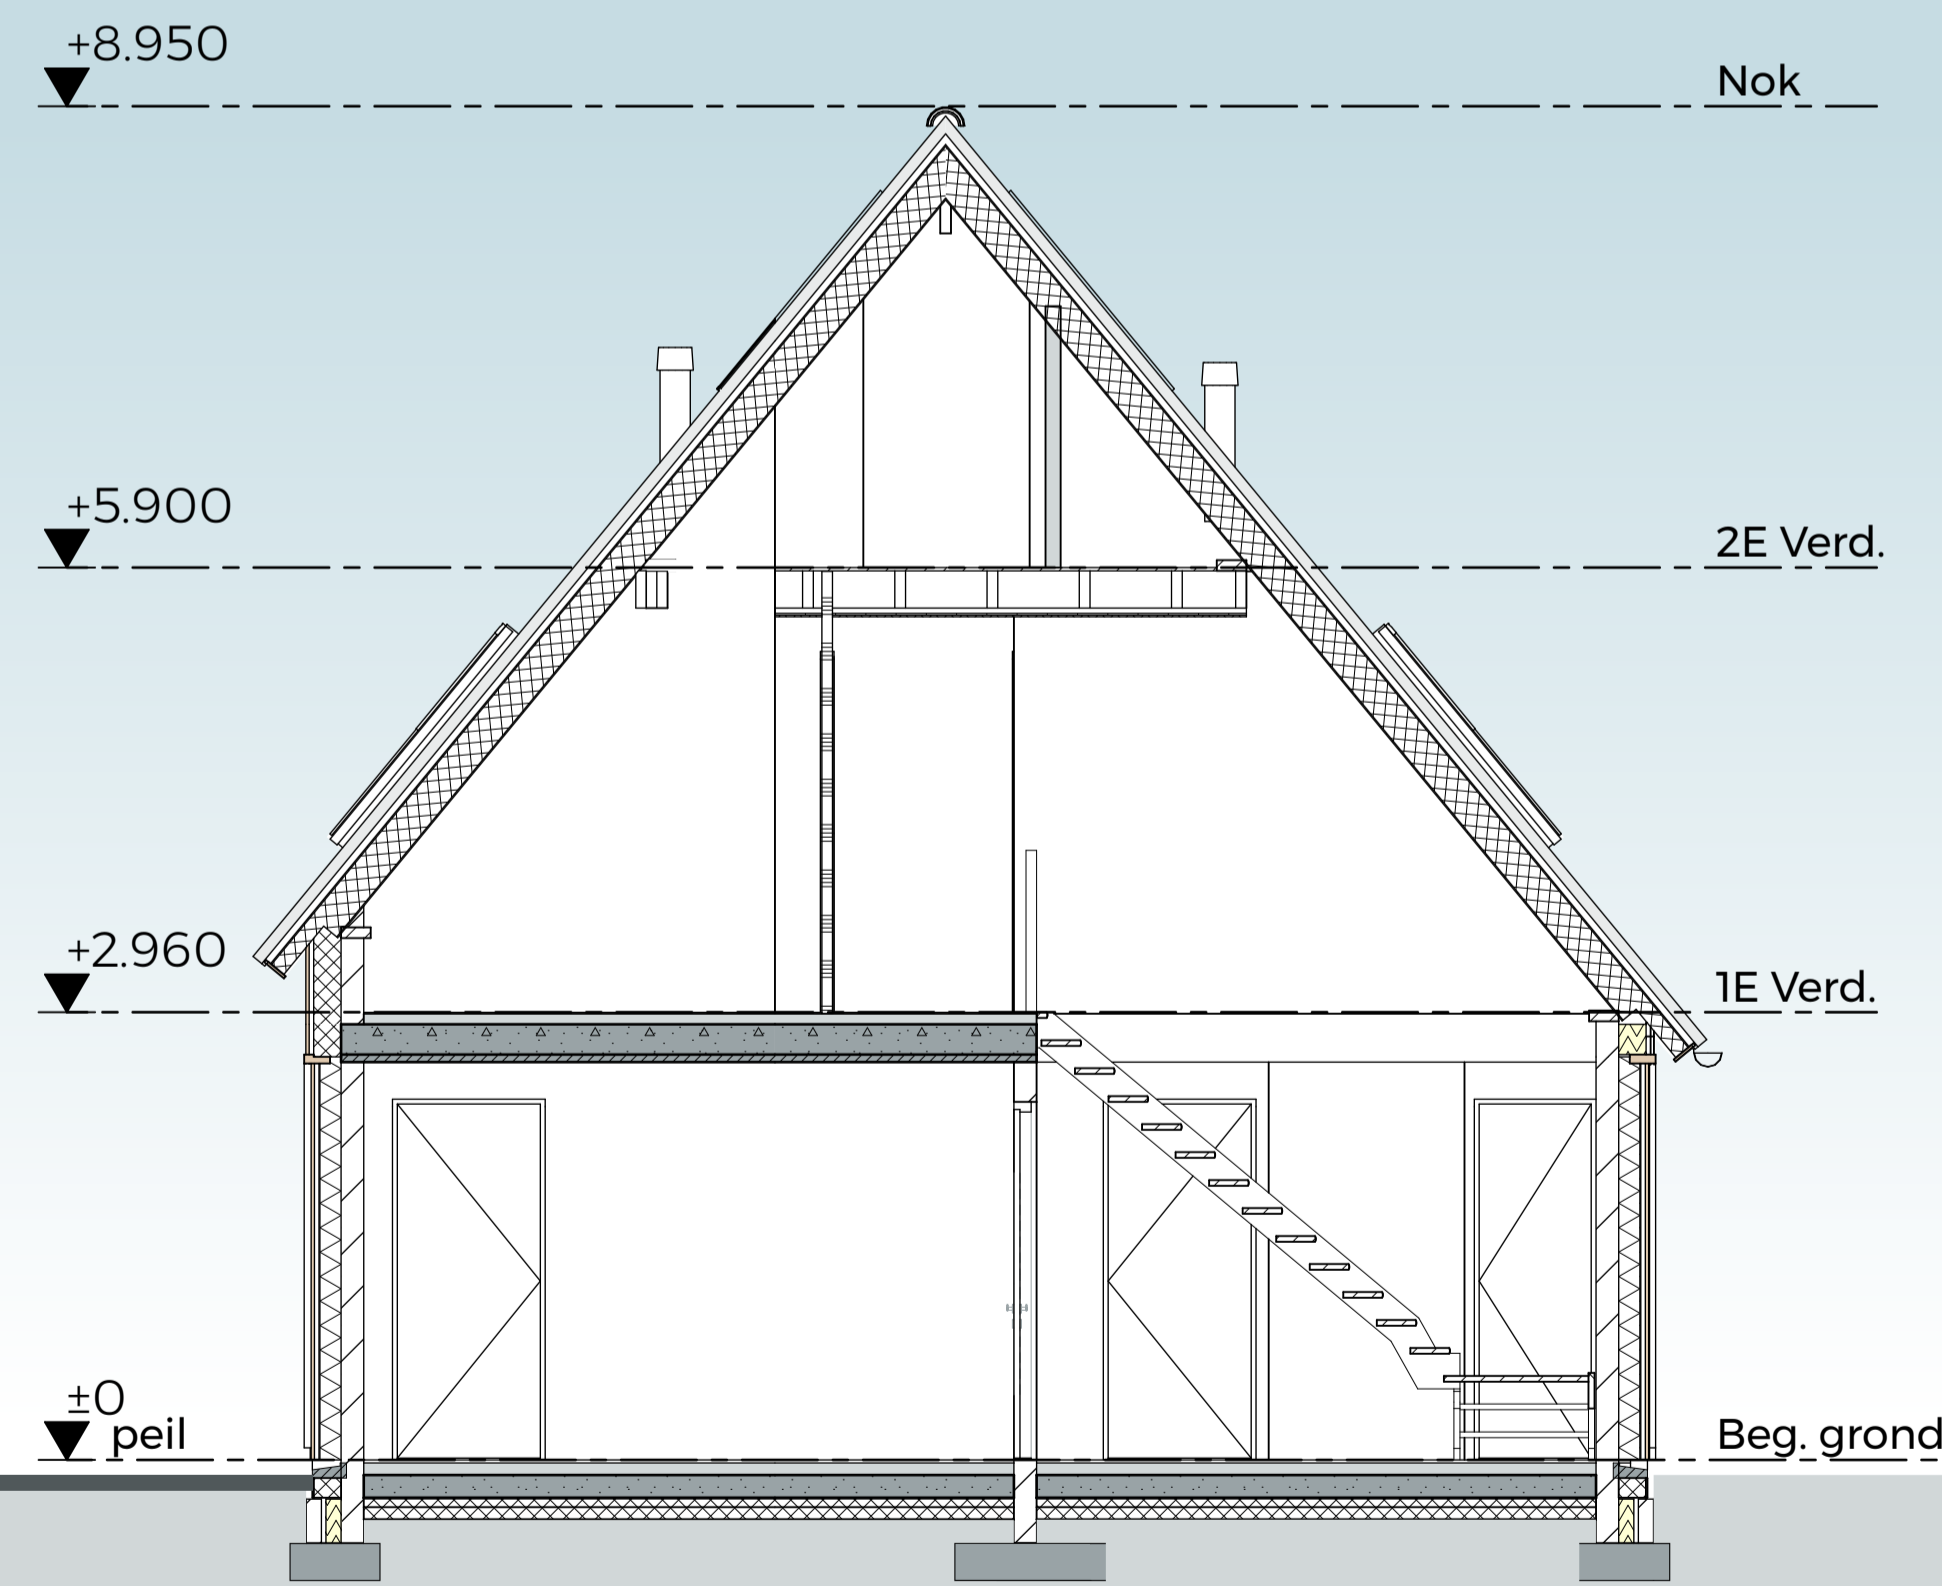 +8.950
Nok
+5.900
2E Verd.
+2.960
1E Verd.
±0
peil
Beg. grond